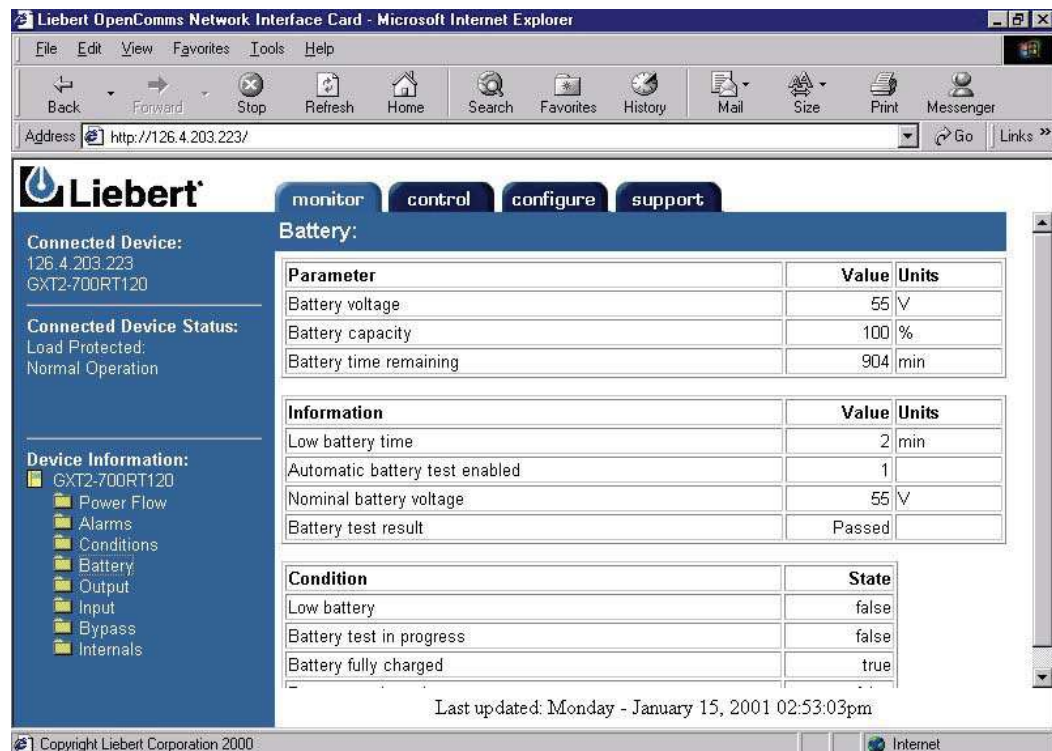 Liebert OpenComms Network Interface Card - Microsoft Internet Explorer
File Edit View Favorites Tools Help
Back Forward Stop Refresh Home Search Favorites History Mail Size Print Messenger
Address http://126.4.203.223/ Go Links »
Liebert
monitor control configure support
Connected Device:
126.4.203.223
GXT2-700RT120
Connected Device Status:
Load Protected:
Normal Operation
Device Information:
GXT2-700RT120
Power Flow
Alarms
Conditions
Battery
Output
Input
Bypass
Internals
Battery:
Parameter Value Units
Battery voltage 55 V
Battery capacity 100 %
Battery time remaining 904 min
Information Value Units
Low battery time 2 min
Automatic battery test enabled 1
Nominal battery voltage 55 V
Battery test result Passed
Condition State
Low battery false
Battery test in progress false
Battery fully charged true
Last updated: Monday - January 15, 2001 02:53:03pm
Copyright Liebert Corporation 2000 Internet